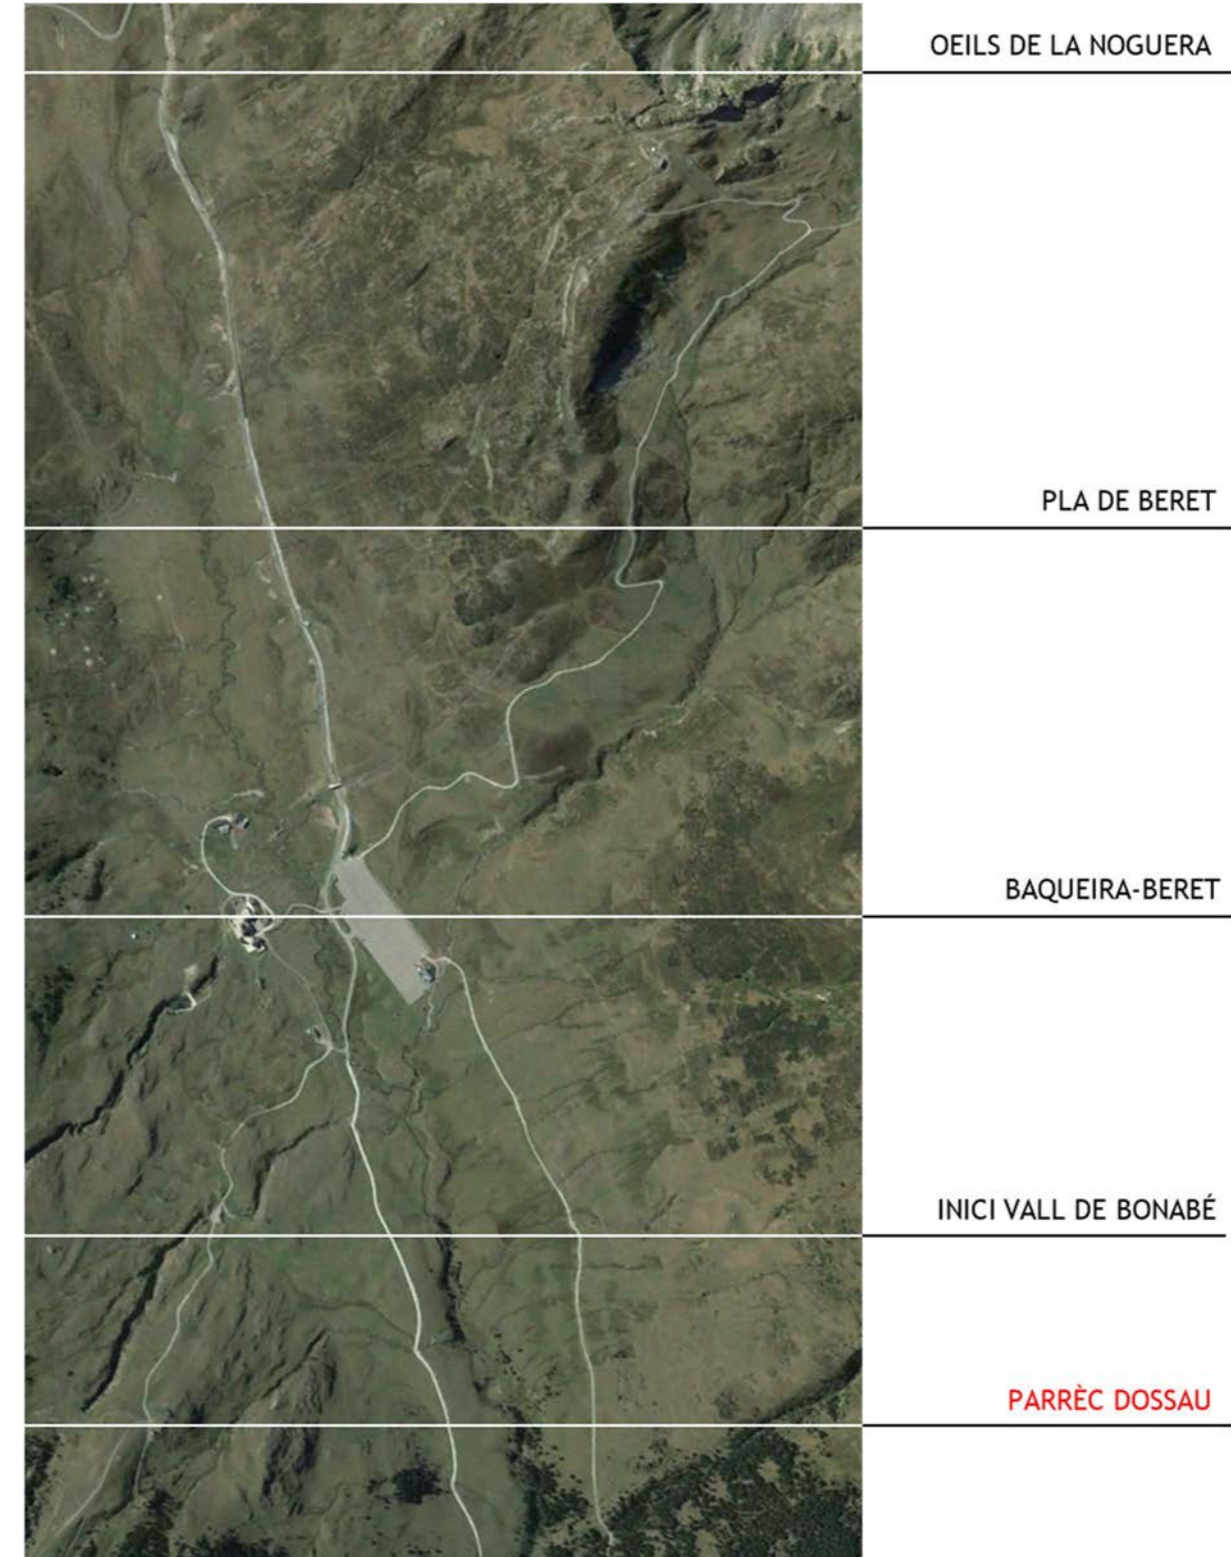 OEILS DE LA NOGUERA
PLA DE BERET
BAQUEIRA-BERET
INICI VALL DE BONABÉ
PARRÈC DOSSAU